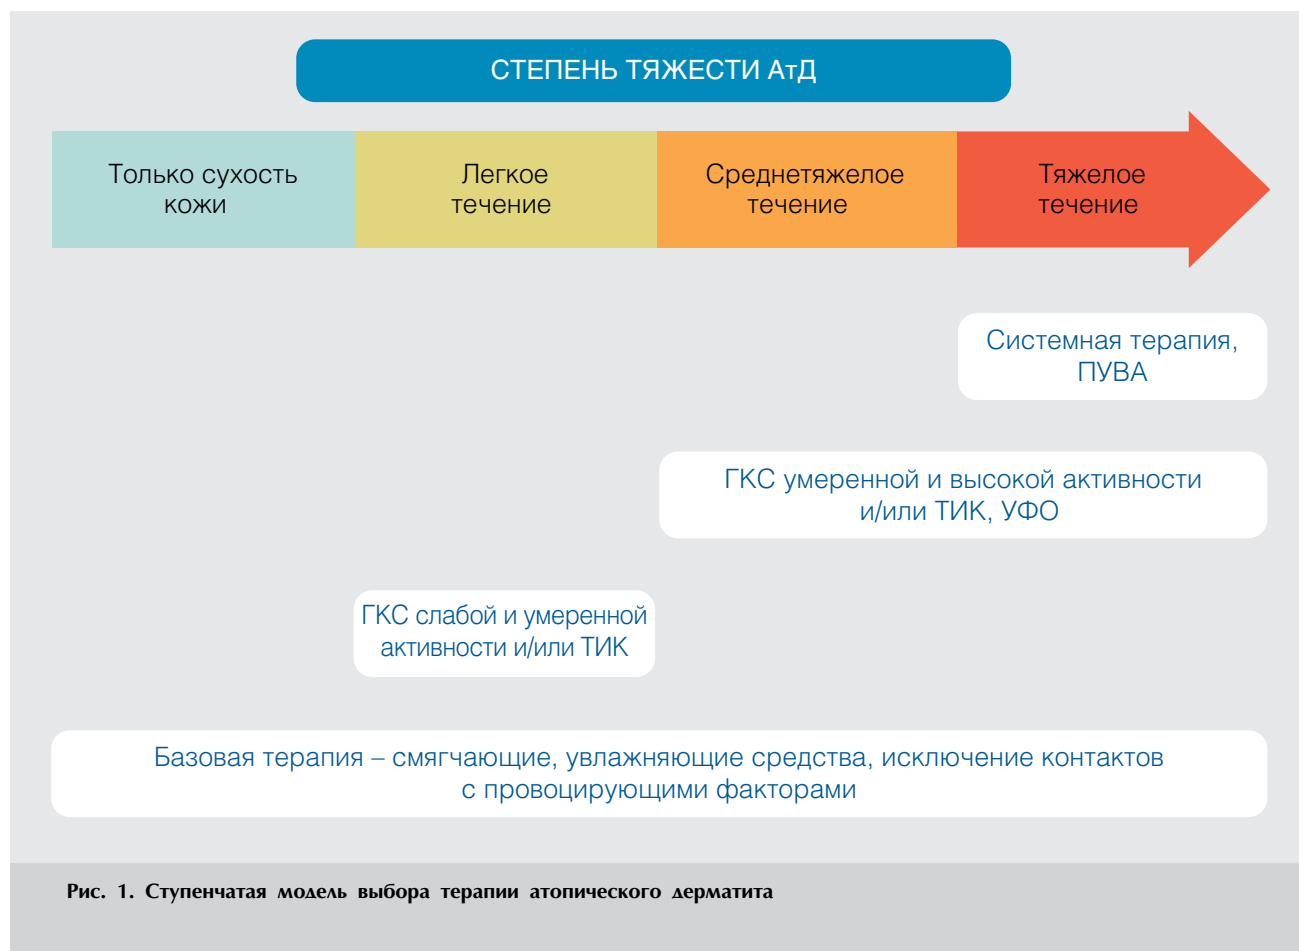 СТЕПЕНЬ ТЯЖЕСТИ АтД
Только сухость
кожи
Легкое
течение
Среднетяжелое
течение
Тяжелое
течение
Системная терапия,
ПУВА
ГКС умеренной и высокой активности
и/или ТИК, УФО
ГКС слабой и умеренной
активности и/или ТИК
Базовая терапия – смягчающие, увлажняющие средства, исключение контактов
с провоцирующими факторами
Рис. 1. Ступенчатая модель выбора терапии атопического дерматита